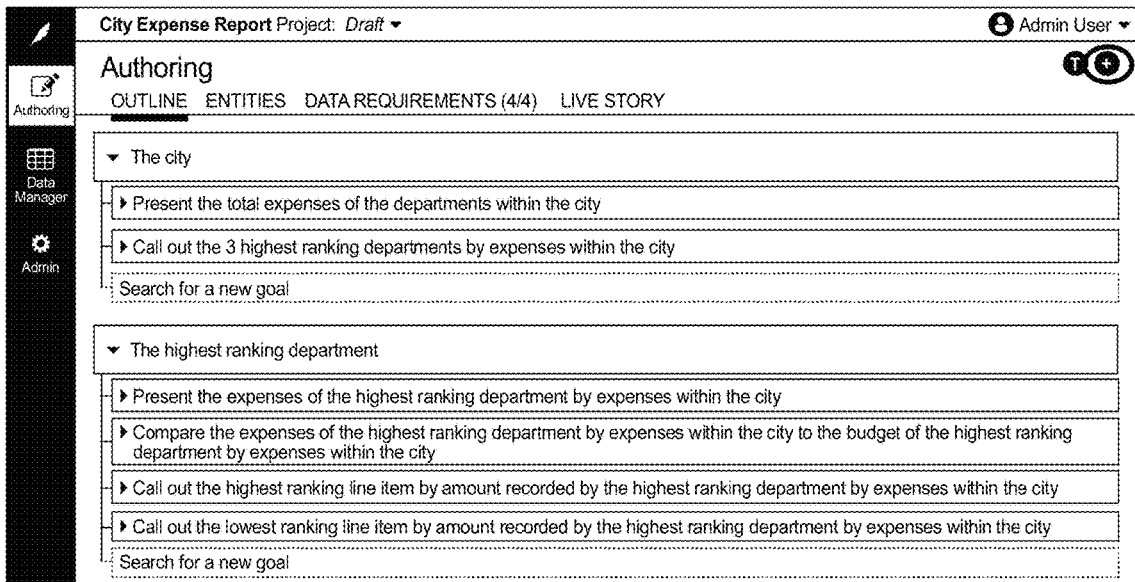 City Expense Report Project: Draft
Admin User
Authoring
T +
OUTLINE ENTITIES DATA REQUIREMENTS (4/4) LIVE STORY
Authoring
Data
Manager
Admin
The city
Present the total expenses of the departments within the city
Call out the 3 highest ranking departments by expenses within the city
Search for a new goal
The highest ranking department
Present the expenses of the highest ranking department by expenses within the city
Compare the expenses of the highest ranking department by expenses within the city to the budget of the highest ranking
department by expenses within the city
Call out the highest ranking line item by amount recorded by the highest ranking department by expenses within the city
Call out the lowest ranking line item by amount recorded by the highest ranking department by expenses within the city
Search for a new goal